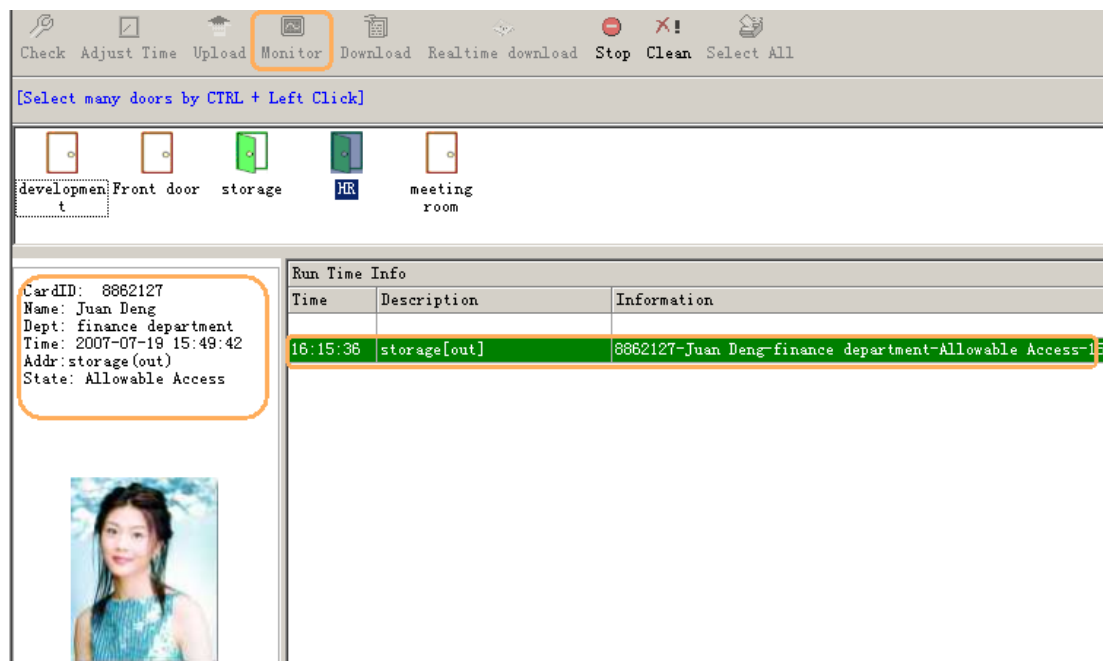 Check Adjust Time Upload Monitor Download Realtime download Stop Clean Select All
[Select many doors by CTRL + Left Click]
developmen
t
Front door
storage
HR
meeting
room
CardID: 8862127
Name: Juan Deng
Dept: finance department
Time: 2007-07-19 15:49:42
Addr:storage(out)
State: Allowable Access
Run Time Info
Time Description Information
16:15:36 storage[out] 8862127-Juan Deng-finance department-Allowable Access-